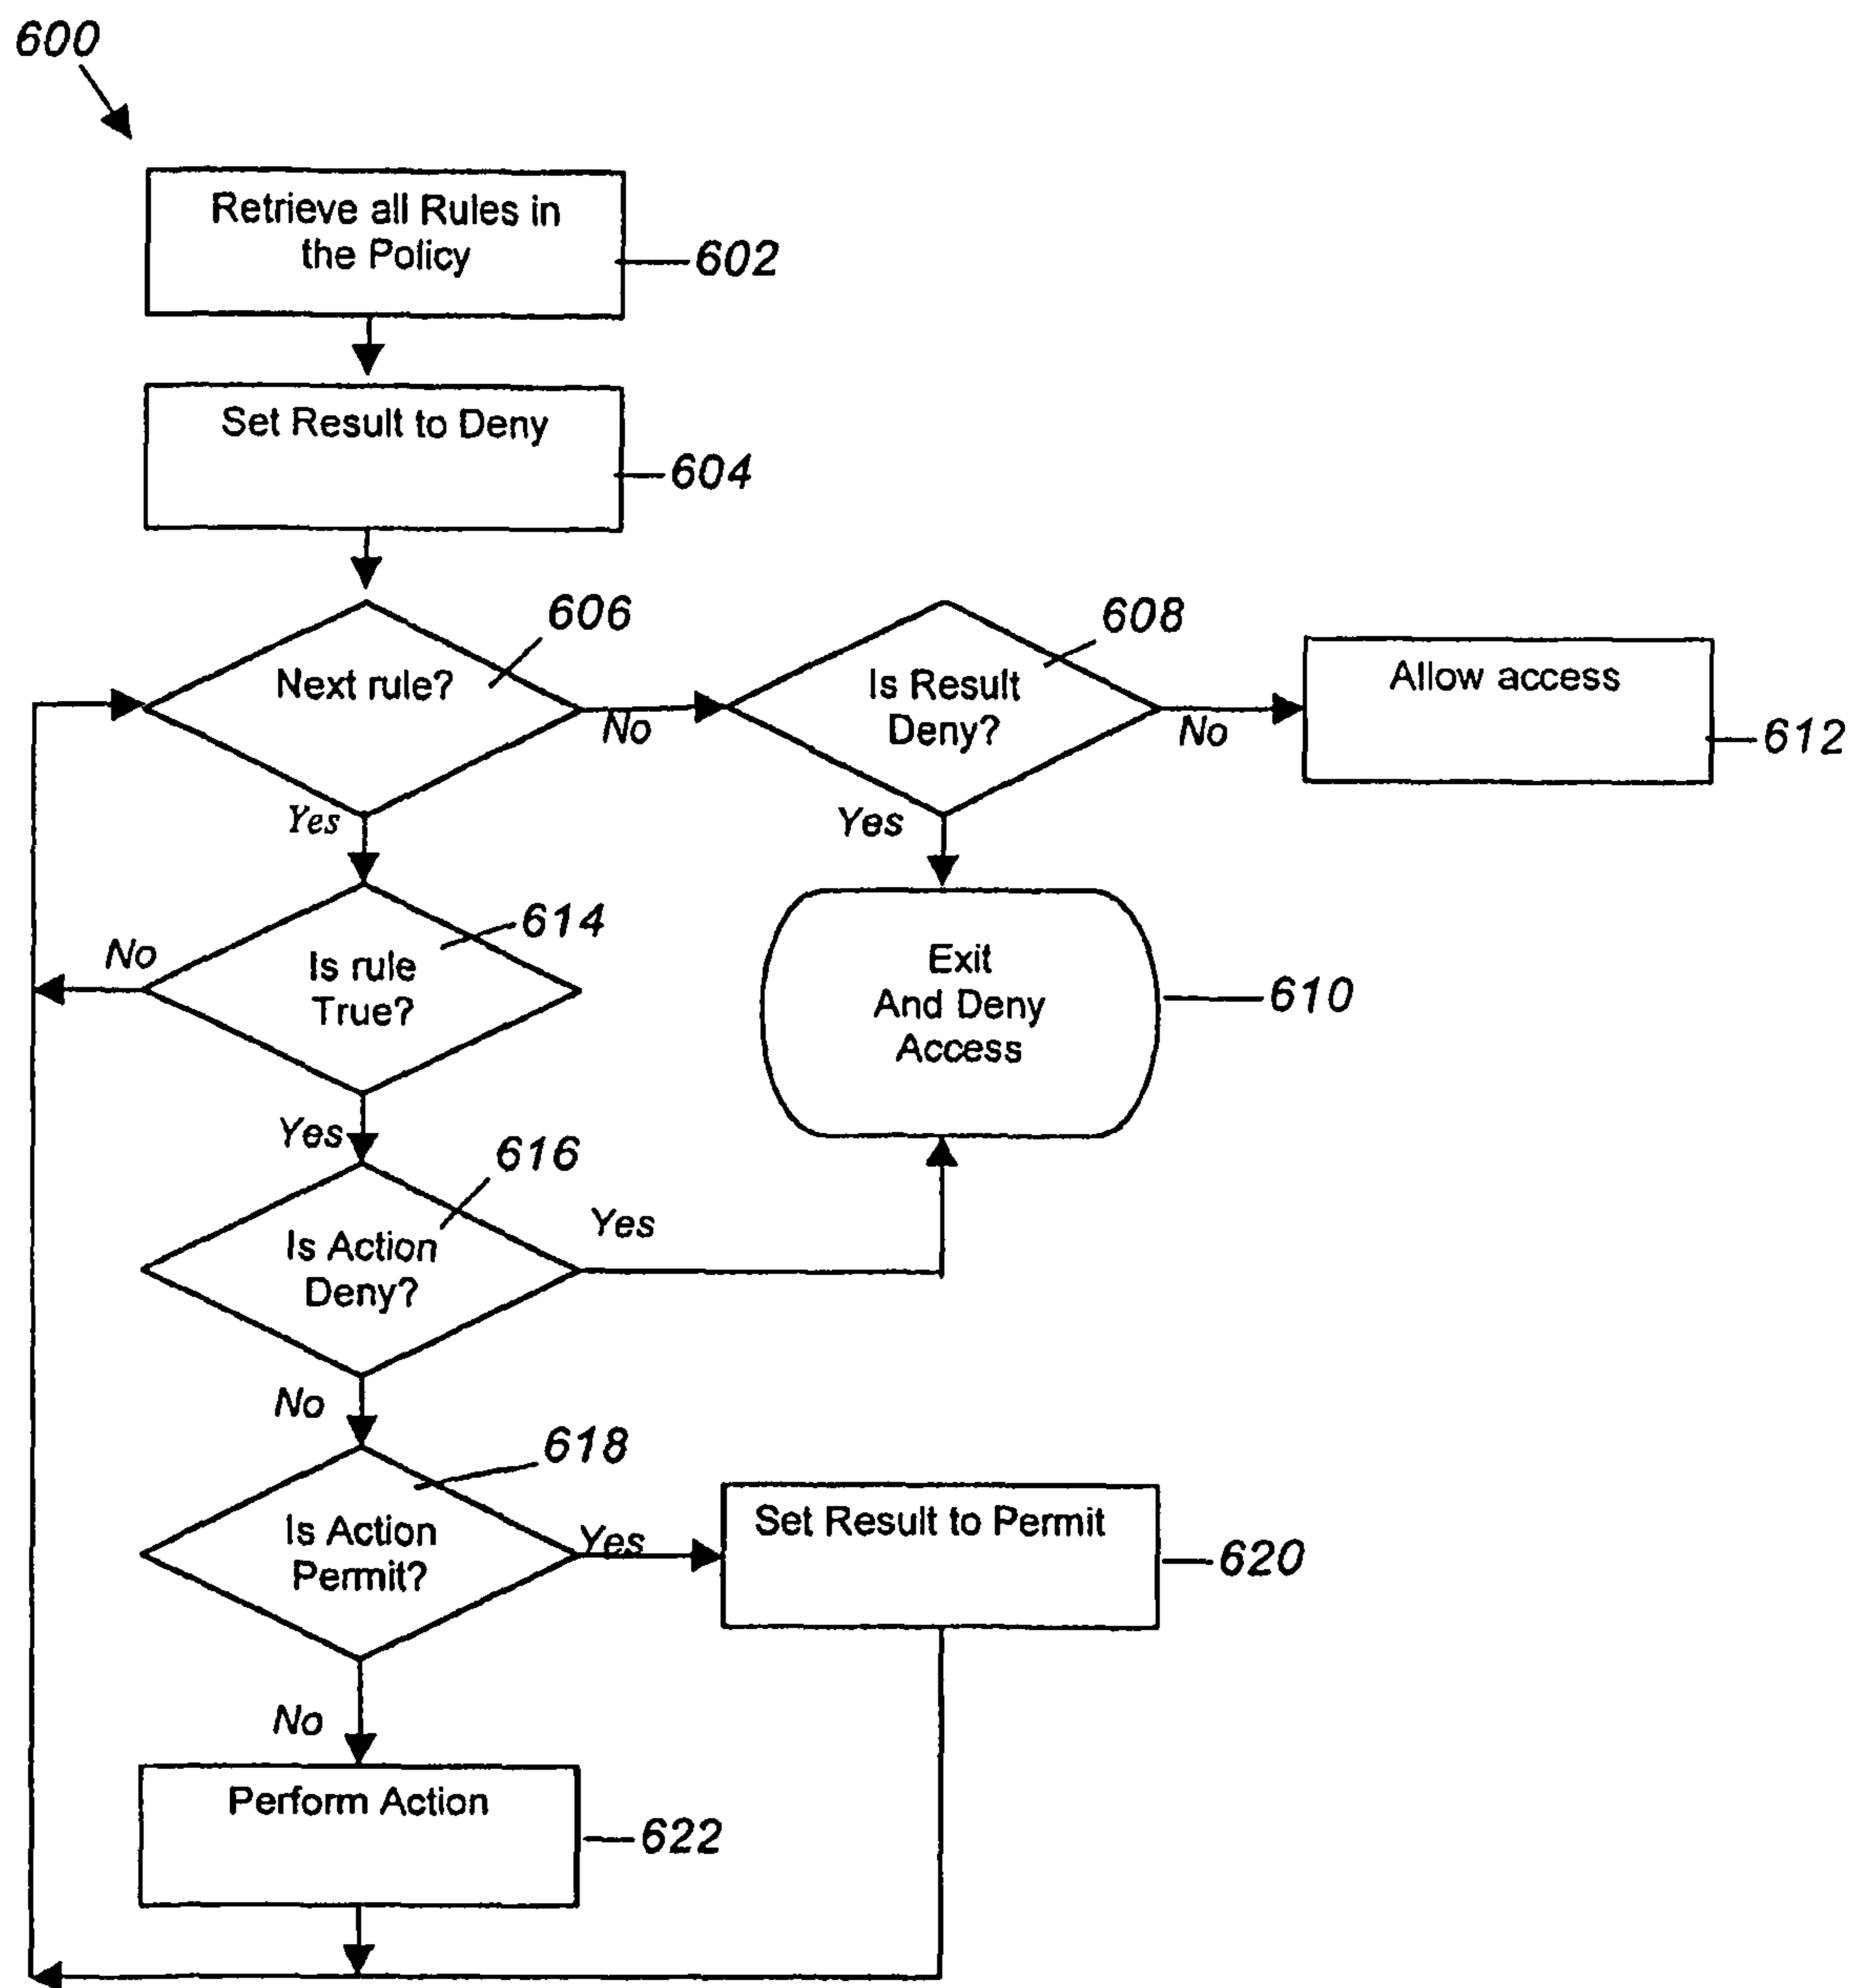 600
Retrieve all Rules in
the Policy
602
Set Result to Deny
604
606
Next rule?
No
Yes
608
Is Result
Deny?
No
Yes
Allow access
612
614
Is rule
True?
No
Yes
Exit
And Deny
Access
610
616
Is Action
Deny?
Yes
No
618
Is Action
Permit?
Yes
No
Set Result to Permit
620
Perform Action
622